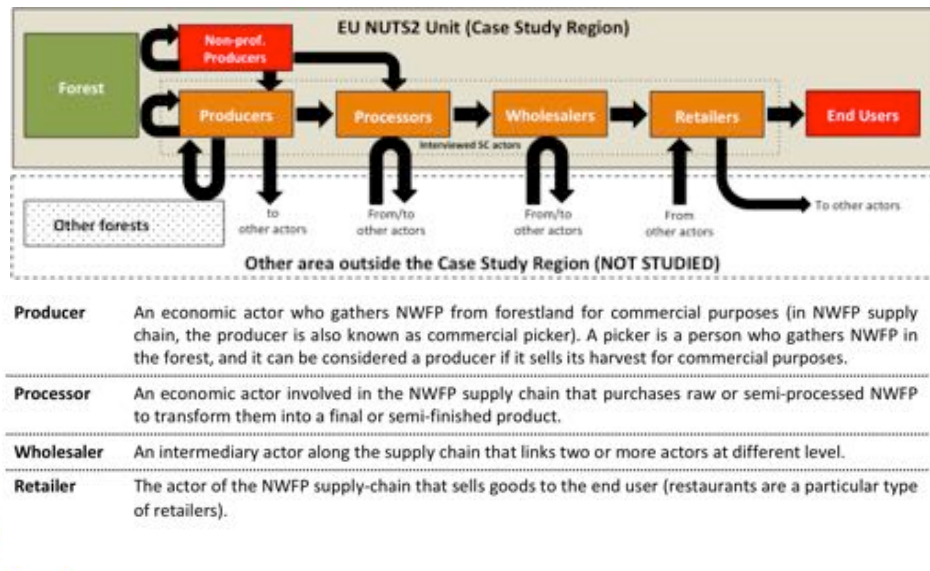 EU NUTS2 Unit (Case Study Region)
Non-prof.
Producers
Forest
Producers
Processors
Wholesalers
Retailers
End Users
Interviewed SC actors
Other forests
to
other actors
From/to
other actors
From/to
other actors
From
other actors
To other actors
Other area outside the Case Study Region (NOT STUDIED)
Producer An economic actor who gathers NWFP from forestland for commercial purposes (in NWFP supply
chain, the producer is also known as commercial picker). A picker is a person who gathers NWFP in
the forest, and it can be considered a producer if it sells its harvest for commercial purposes.
Processor An economic actor involved in the NWFP supply chain that purchases raw or semi-processed NWFP
to transform them into a final or semi-finished product.
Wholesaler An intermediary actor along the supply chain that links two or more actors at different level.
Retailer The actor of the NWFP supply-chain that sells goods to the end user (restaurants are a particular type
of retailers).